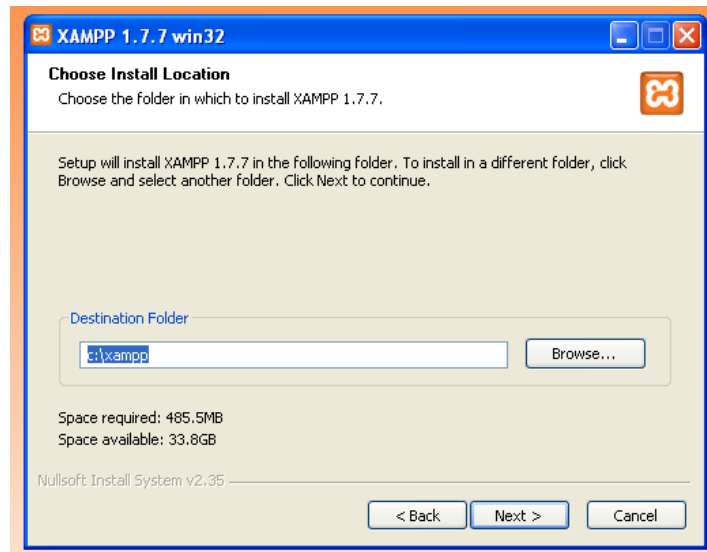 XAMPP 1.7.7 win32
Choose Install Location
Choose the folder in which to install XAMPP 1.7.7.
Setup will install XAMPP 1.7.7 in the following folder. To install in a different folder, click
Browse and select another folder. Click Next to continue.
Destination Folder
c:\xampp
Browse...
Space required: 485.5MB
Space available: 33.8GB
Nullsoft Install System v2.35
< Back
Next >
Cancel